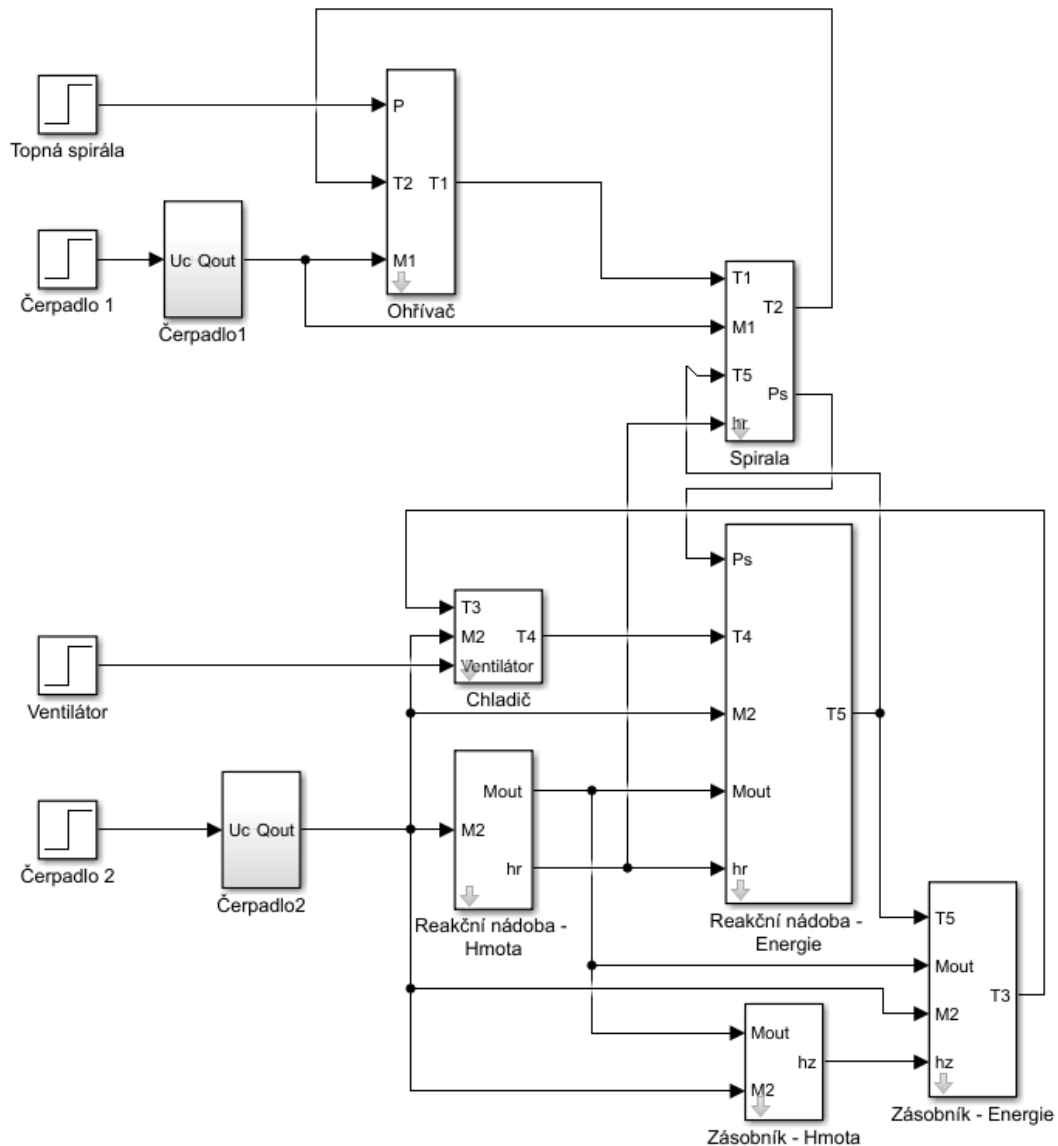 P
Topná spirála
T2 T1
Uc Qout
M1
Čerpadlo 1
Čerpadlo1
Ohřívač
T1
T2
M1
T5
Ps
hr
Spirala
Ps
T3
M2 T4
Ventilátor
Chladič
T4
Ventilátor
M2 T5
Mout
M2
hr
Reakční nádoba -
Hmota
Mout
hr
Reakční nádoba -
Energie
Uc Qout
Čerpadlo 2
Čerpadlo2
T5
Mout
T3
M2
hz
Zásobník - Energie
Mout
hz
M2
Zásobník - Hmota